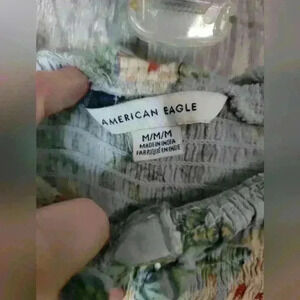 AMERICAN EAGLE
M/M/M
MADE IN INDIA
FABRIQUÉ EN INDE